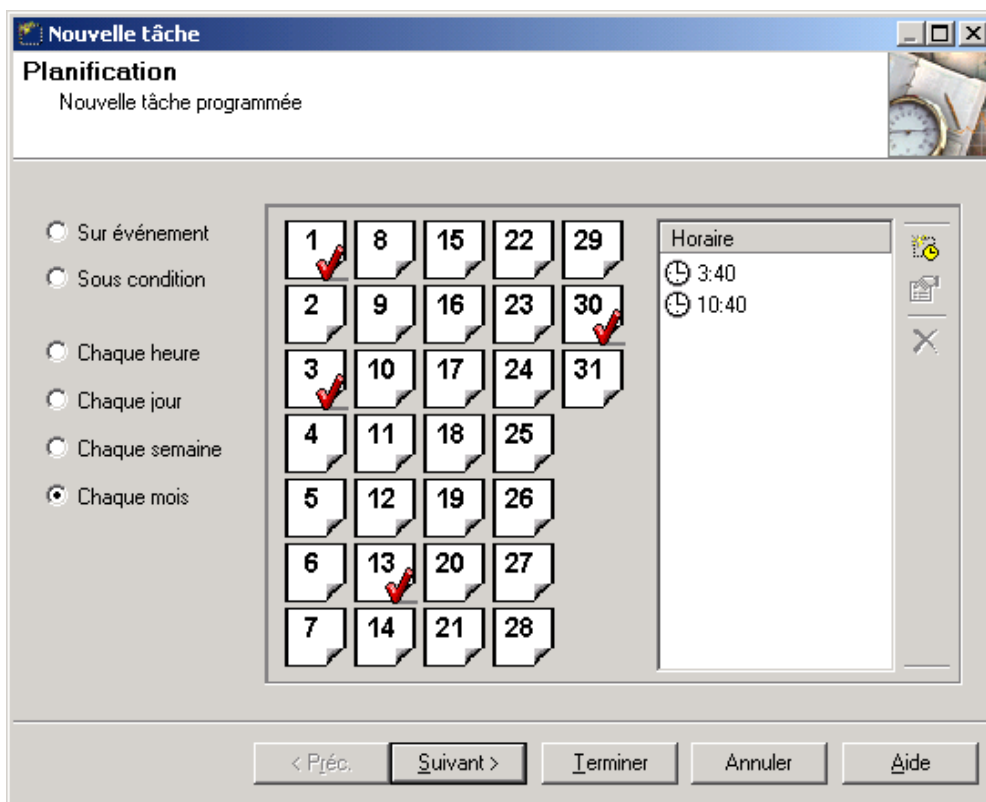 Nouvelle tâche
Planification
Nouvelle tâche programmée
Sur événement
Sous condition
Chaque heure
Chaque jour
Chaque semaine
Chaque mois
1 8 15 22 29
2 9 16 23 30
3 10 17 24 31
4 11 18 25
5 12 19 26
6 13 20 27
7 14 21 28
Horaire
3:40
10:40
< Préc.
Suivant >
Terminer
Annuler
Aide